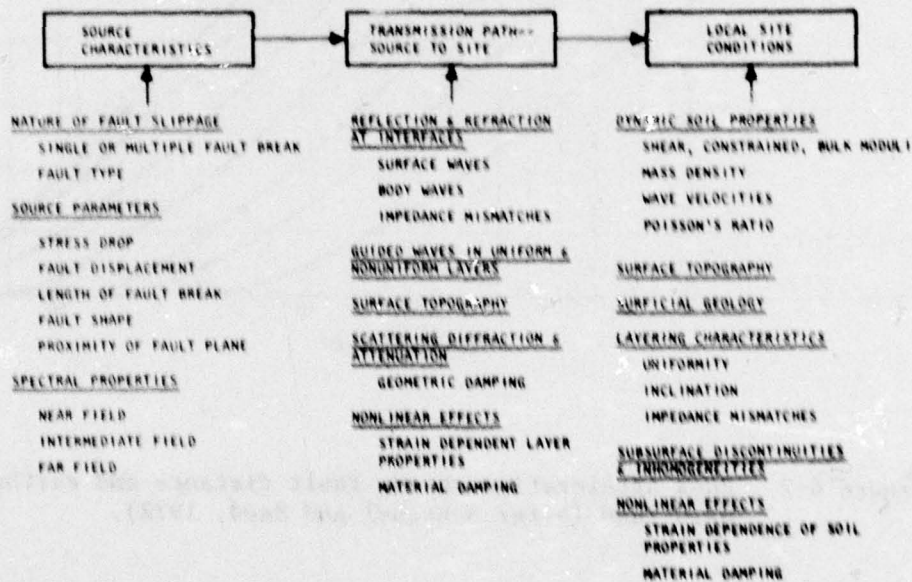 SOURCE
CHARACTERISTICS
TRANSMISSION PATH--
SOURCE TO SITE
LOCAL SITE
CONDITIONS
NATURE OF FAULT SLIPPAGE
SINGLE OR MULTIPLE FAULT BREAK
FAULT TYPE
SOURCE PARAMETERS
STRESS DROP
FAULT DISPLACEMENT
LENGTH OF FAULT BREAK
FAULT SHAPE
PROXIMITY OF FAULT PLANE
SPECTRAL PROPERTIES
NEAR FIELD
INTERMEDIATE FIELD
FAR FIELD
REFLECTION & REFRACTION
AT INTERFACES
SURFACE WAVES
BODY WAVES
IMPEDANCE MISMATCHES
GUIDED WAVES IN UNIFORM &
NONUNIFORM LAYERS
SURFACE TOPOGRAPHY
SCATTERING DIFFRACTION &
ATTENUATION
GEOMETRIC DAMPING
NONLINEAR EFFECTS
STRAIN DEPENDENT LAYER
PROPERTIES
MATERIAL DAMPING
DYNAMIC SOIL PROPERTIES
SHEAR, CONSTRAINED, BULK MODULI
MASS DENSITY
WAVE VELOCITIES
POISSON'S RATIO
SURFACE TOPOGRAPHY
SURFICIAL GEOLOGY
LAYERING CHARACTERISTICS
UNIFORMITY
INCLINATION
IMPEDANCE MISMATCHES
SUBSURFACE DISCONTINUITIES
& INHOMOGENEITIES
NONLINEAR EFFECTS
STRAIN DEPENDENCE OF SOIL
PROPERTIES
MATERIAL DAMPING